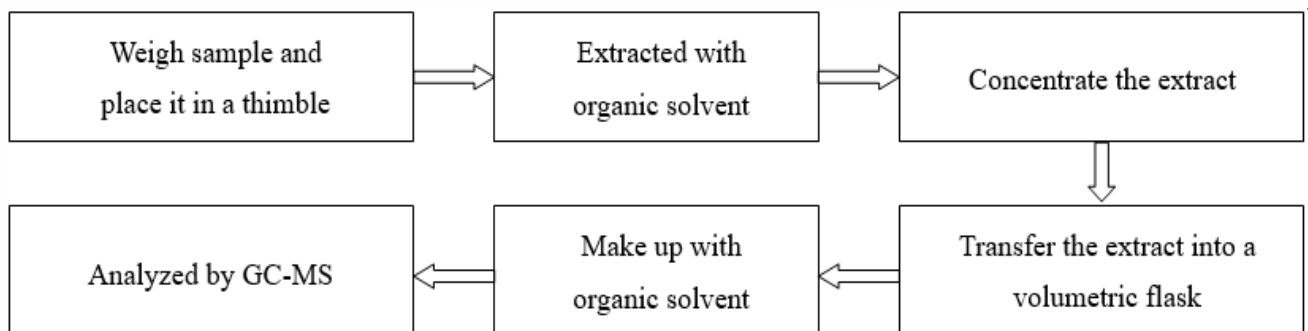 Weigh sample and
place it in a thimble
Extracted with
organic solvent
Concentrate the extract
Transfer the extract into a
volumetric flask
Make up with
organic solvent
Analyzed by GC-MS